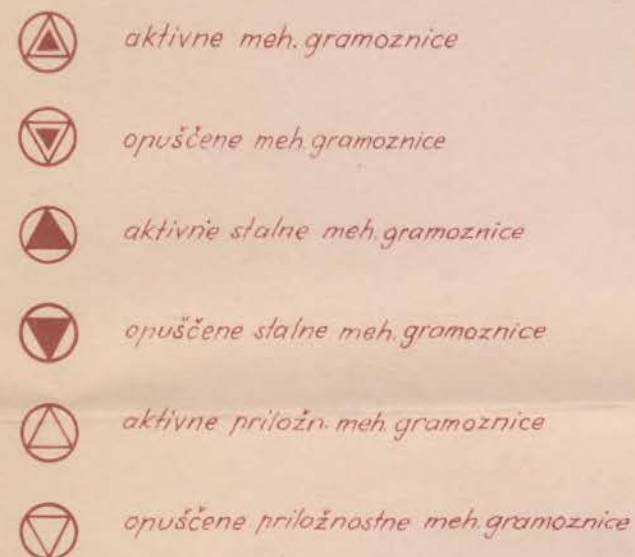 aktivne meh. gramoznice
opuščene meh. gramoznice
aktivne stalne meh. gramoznice
opuščene stalne meh. gramoznice
aktivne priložn. meh. gramoznice
opuščene priložnostne meh. gramoznice